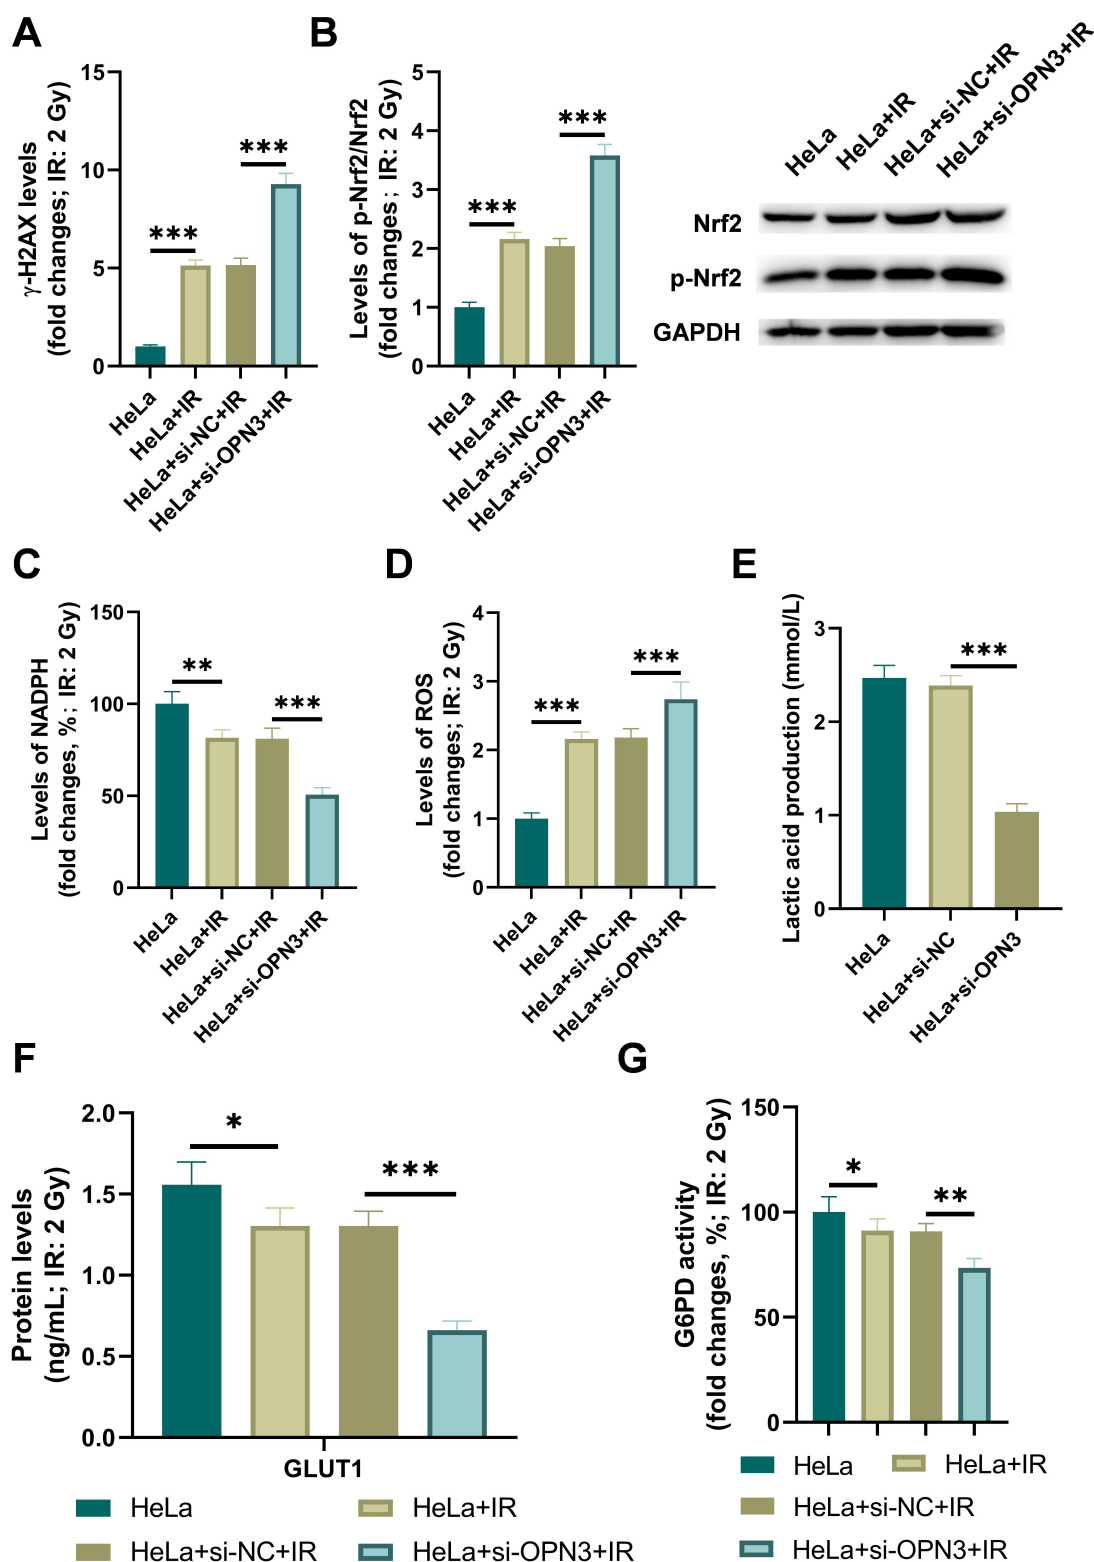 A
γ-H2AX levels
(fold changes; IR: 2 Gy)
15
10
5
0
***
***
HeLa
HeLa+IR
HeLa+si-NC+IR
HeLa+si-OPN3+IR
B
Levels of p-Nrf2/Nrf2
(fold changes; IR: 2 Gy)
5
4
3
2
1
0
***
***
HeLa
HeLa+IR
HeLa+si-NC+IR
HeLa+si-OPN3+IR
HeLa
HeLa+IR
HeLa+si-NC+IR
HeLa+si-OPN3+IR
Nrf2
p-Nrf2
GAPDH
C
Levels of NADPH
(fold changes, %; IR: 2 Gy)
150
100
50
0
**
***
HeLa
HeLa+IR
HeLa+si-NC+IR
HeLa+si-OPN3+IR
D
Levels of ROS
(fold changes; IR: 2 Gy)
4
3
2
1
0
***
***
HeLa
HeLa+IR
HeLa+si-NC+IR
HeLa+si-OPN3+IR
E
Lactic acid production (mmol/L)
3
2
1
0
***
HeLa
HeLa+si-NC
HeLa+si-OPN3
F
Protein levels
(ng/mL; IR: 2 Gy)
2.0
1.5
1.0
0.5
0.0
*
***
GLUT1
HeLa
HeLa+IR
HeLa+si-NC+IR
HeLa+si-OPN3+IR
G
G6PD activity
(fold changes, %; IR: 2 Gy)
150
100
50
0
*
**
HeLa
HeLa+IR
HeLa+si-NC+IR
HeLa+si-OPN3+IR